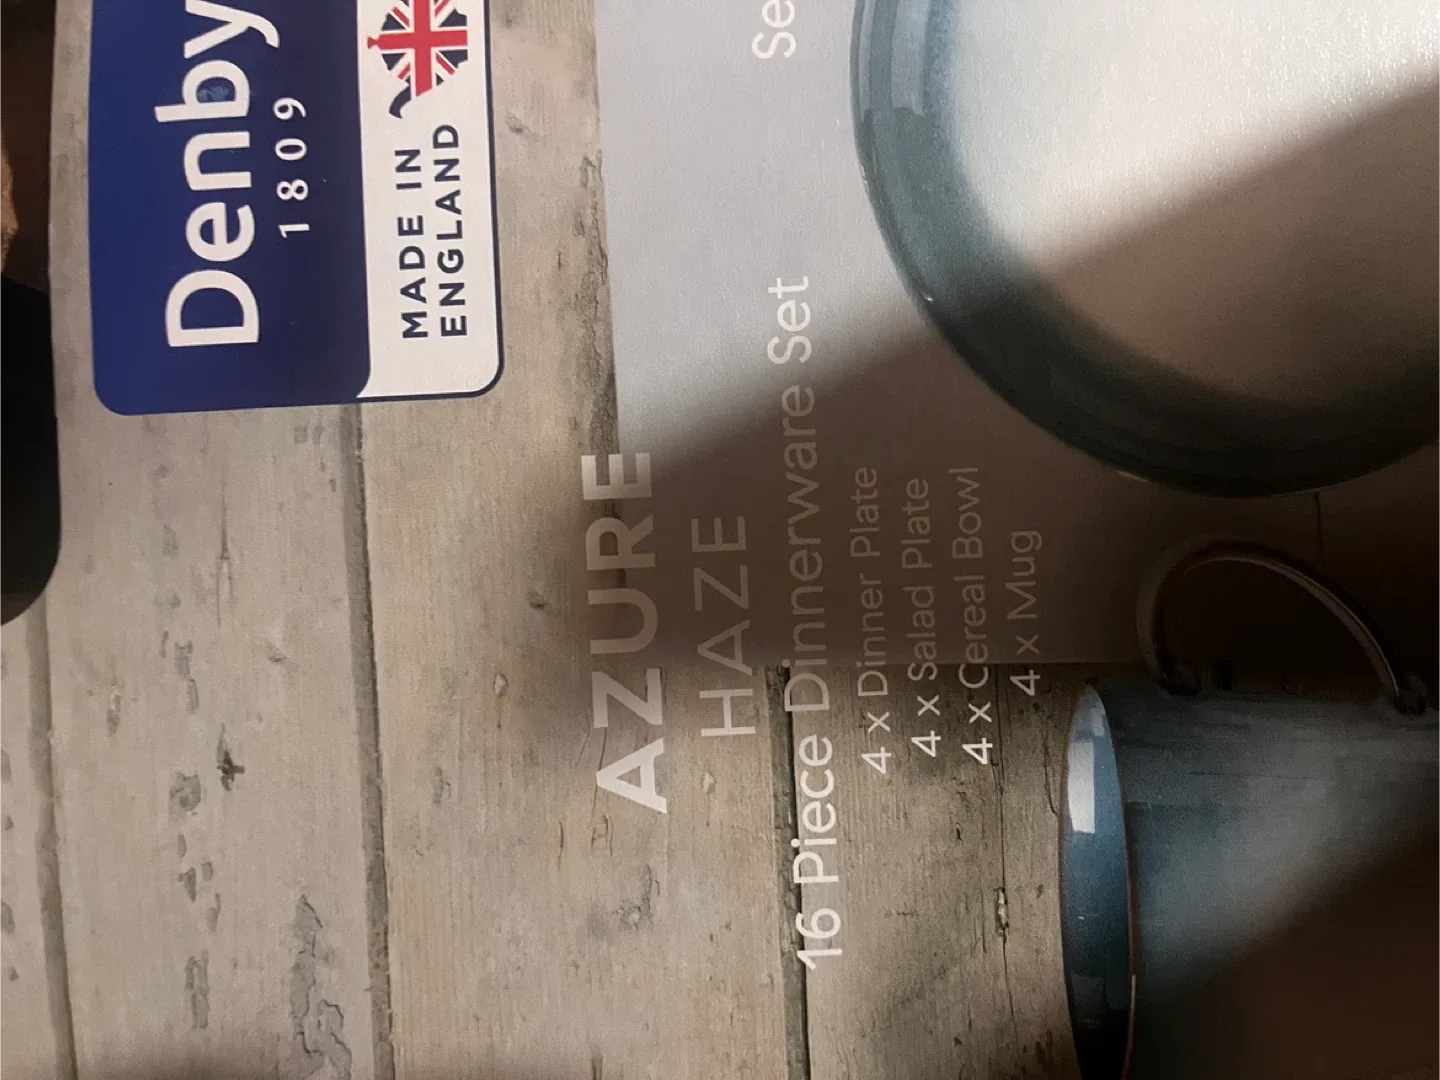 Denby
1809
MADE IN
ENGLAND
AZURE
HAZE
16 Piece Dinnerware Set
4 x Dinner Plate
4 x Salad Plate
4 x Cereal Bowl
4 x Mug